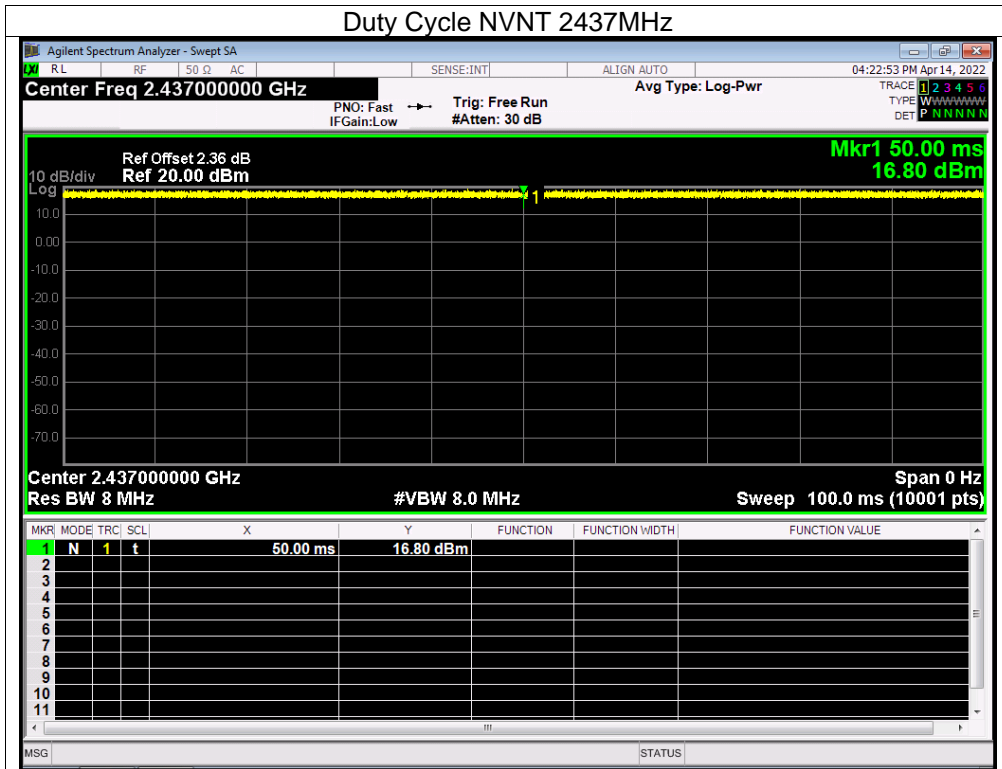 Duty Cycle NVNT 2437MHz
Agilent Spectrum Analyzer - Swept SA
LXI RL RF 50 Ω AC SENSE:INT ALIGN AUTO 04:22:53 PM Apr 14, 2022
Center Freq 2.437000000 GHz Avg Type: Log-Pwr TRACE 1 2 3 4 5 6
PNO: Fast Trig: Free Run TYPE WWWWWW
IFGain:Low #Atten: 30 dB DET P N N N N N
Mkr1 50.00 ms
Ref Offset 2.36 dB
10 dB/div Ref 20.00 dBm 16.80 dBm
Log
1
10.0
0.00
-10.0
-20.0
-30.0
-40.0
-50.0
-60.0
-70.0
Center 2.437000000 GHz Span 0 Hz
Res BW 8 MHz #VBW 8.0 MHz Sweep 100.0 ms (10001 pts)
MKR MODE TRC SCL X Y FUNCTION FUNCTION WIDTH FUNCTION VALUE
1 N 1 t 50.00 ms 16.80 dBm
2
3
4
5
6
7
8
9
10
11
MSG STATUS